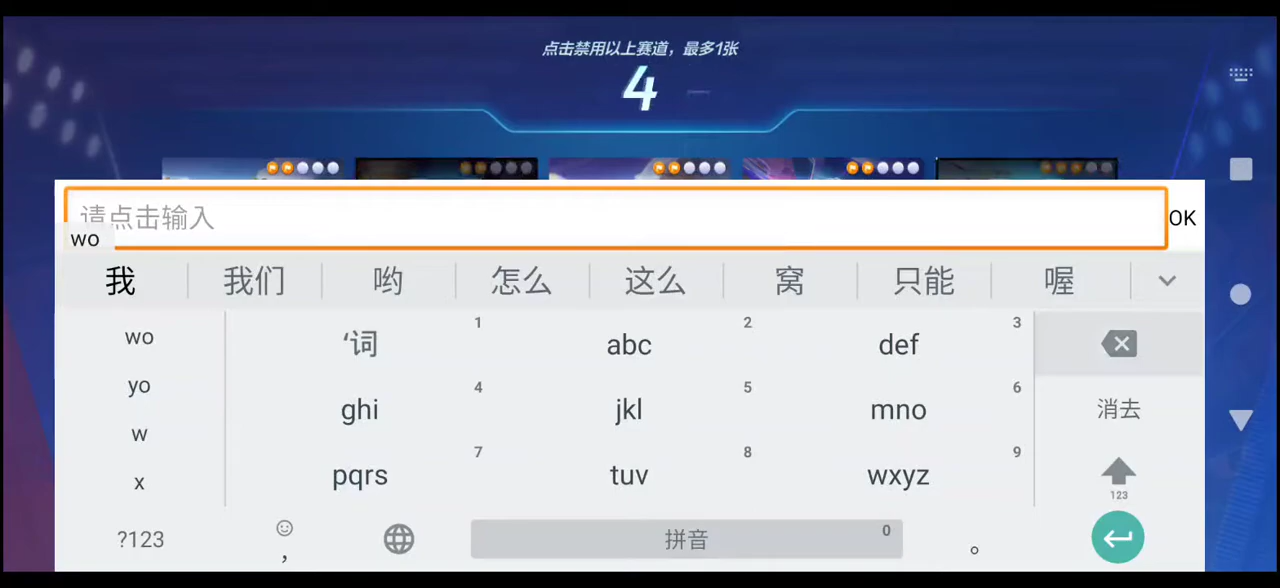 点击禁用以上赛道，最多1张
4
请点击输入
OK
wo
我 我们 哟 怎么 这么 窝 只能 喔
wo
yo
w
x
‘词 1 abc 2 def 3
ghi 4 jkl 5 mno 6
消去
pqrs 7 tuv 8 wxyz 9
123
?123 , 拼音 0 。